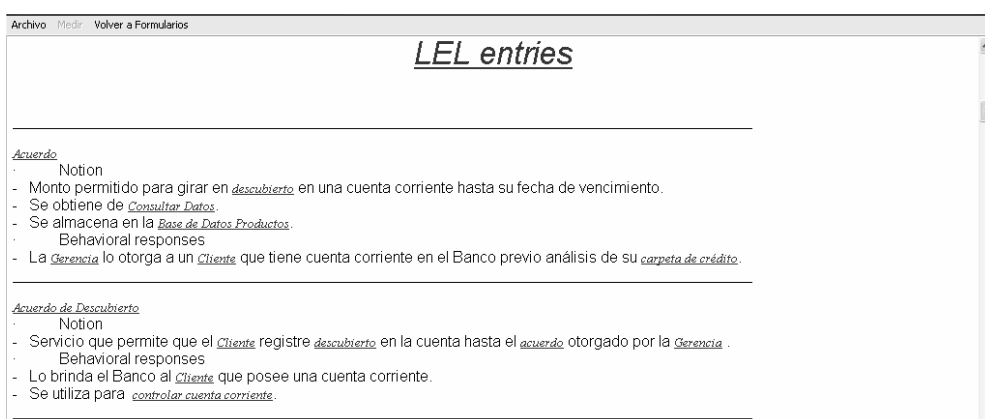 Archivo Medir Volver a Formularios
LEL entries
Acuerdo
· Notion
- Monto permitido para girar en descubierto en una cuenta corriente hasta su fecha de vencimiento.
- Se obtiene de Consultar Datos.
- Se almacena en la Base de Datos Productos.
· Behavioral responses
- La Gerencia lo otorga a un Cliente que tiene cuenta corriente en el Banco previo análisis de su carpeta de crédito.
Acuerdo de Descubierto
· Notion
- Servicio que permite que el Cliente registre descubierto en la cuenta hasta el acuerdo otorgado por la Gerencia .
· Behavioral responses
- Lo brinda el Banco al Cliente que posee una cuenta corriente.
- Se utiliza para controlar cuenta corriente.